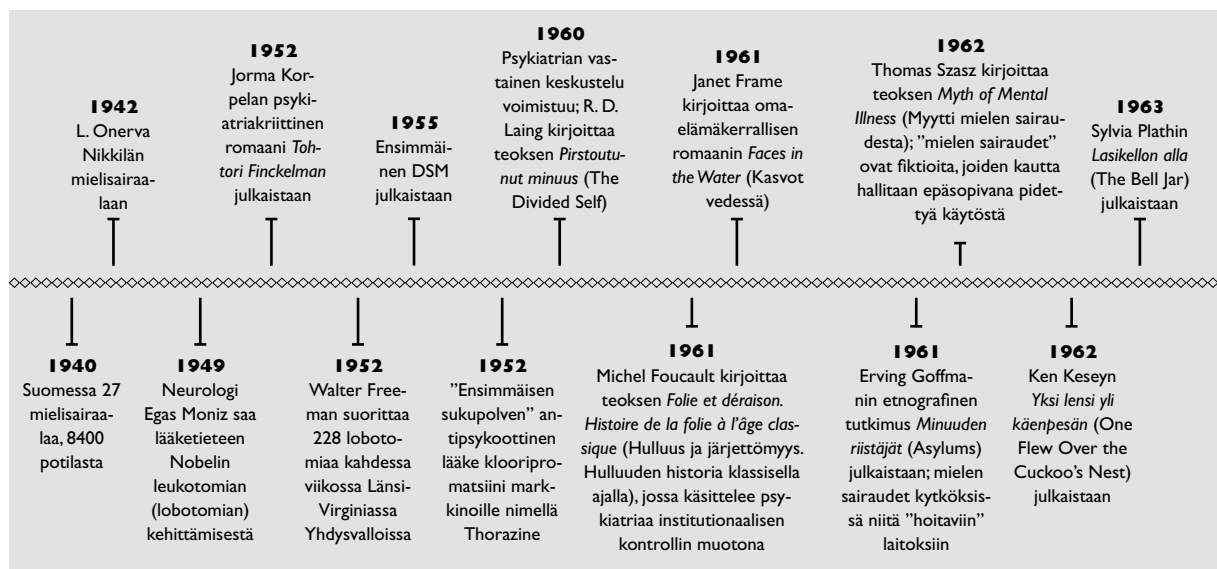 1942
L. Onerva
Nikkilän
mielisairaa-
laan
1952
Jorma Kor-
pelan psyki-
atriakriittinen
romaani Toh-
tori Finckelman
julkaistaan
1955
Ensimmäi-
nen DSM
julkaistaan
1960
Psykiatrian vas-
tainen keskustelu
voimistuu; R. D.
Laing kirjoittaa
teoksen Pirstoutu-
nut minuus (The
Divided Self)
1961
Janet Frame
kirjoittaa oma-
elämäkerrallisen
romaanin Faces in
the Water (Kasvot
vedessä)
1962
Thomas Szasz kirjoittaa
teoksen Myth of Mental
Illness (Myytti mielen sairau-
desta); ”mielen sairaudet”
ovat fiktioita, joiden kautta
hallitaan epäsopivana pidet-
tyä käytöstä
1963
Sylvia Plathin
Lasikellon alla
(The Bell Jar)
julkaistaan
1940
Suomessa 27
mielisairaa-
laa, 8400
potilasta
1949
Neurologi
Egas Moniz saa
lääketieteen
Nobelin
leukotomian
(lobotomian)
kehittämisestä
1952
Walter Free-
man suorittaa
228 loboto-
miaa kahdessa
viikossa Länsi-
Virginiassa
Yhdysvalloissa
1952
”Ensimmäisen
sukupolven” an-
tipsykoottinen
lääke klooripro-
matsiini mark-
kinoille nimellä
Thorazine
1961
Michel Foucault kirjoittaa
teoksen Folie et déraison.
Histoire de la folie à l’âge clas-
sique (Hulluus ja järjettömyys.
Hulluuden historia klassisella
ajalla), jossa käsittelee psy-
kiatriaa institutionaalisen
kontrollin muotona
1961
Erving Goffma-
nin etnografinen
tutkimus Minuuden
riistäjät (Asylums)
julkaistaan; mielen
sairaudet kytköksis-
sä niitä ”hoitaviin”
laitoksiin
1962
Ken Keseyn
Yksi lensi yli
käenpesän (One
Flew Over the
Cuckoo’s Nest)
julkaistaan